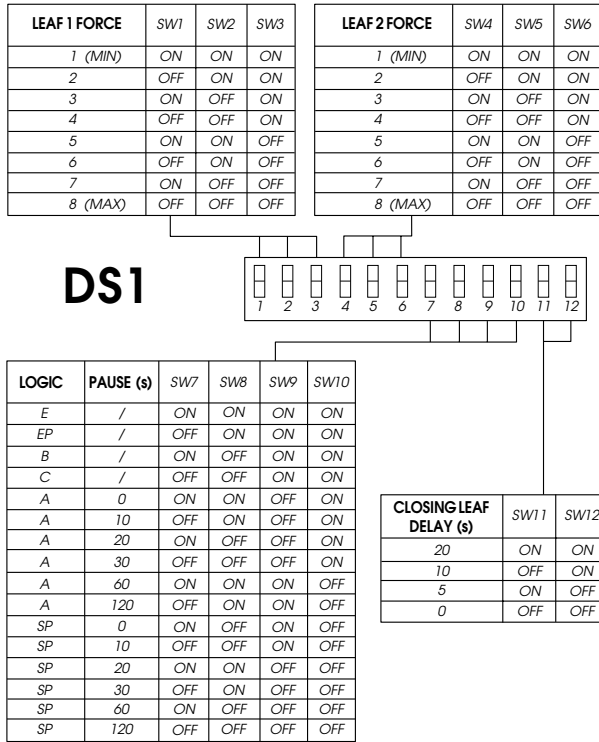 LEAF 1 FORCE SW1 SW2 SW3
1 (MIN) ON ON ON
2 OFF ON ON
3 ON OFF ON
4 OFF OFF ON
5 ON ON OFF
6 OFF ON OFF
7 ON OFF OFF
8 (MAX) OFF OFF OFF
LEAF 2 FORCE SW4 SW5 SW6
1 (MIN) ON ON ON
2 OFF ON ON
3 ON OFF ON
4 OFF OFF ON
5 ON ON OFF
6 OFF ON OFF
7 ON OFF OFF
8 (MAX) OFF OFF OFF
DS1
1 2 3 4 5 6 7 8 9 10 11 12
LOGIC PAUSE (s) SW7 SW8 SW9 SW10
E / ON ON ON ON
EP / OFF ON ON ON
B / ON OFF ON ON
C / OFF OFF ON ON
A 0 ON ON OFF ON
A 10 OFF ON OFF ON
A 20 ON OFF OFF ON
A 30 OFF OFF OFF ON
A 60 ON ON ON OFF
A 120 OFF ON ON OFF
SP 0 ON OFF ON OFF
SP 10 OFF OFF ON OFF
SP 20 ON ON OFF OFF
SP 30 OFF ON OFF OFF
SP 60 ON OFF OFF OFF
SP 120 OFF OFF OFF OFF
CLOSING LEAF
DELAY (s) SW11 SW12
20 ON ON
10 OFF ON
5 ON OFF
0 OFF OFF